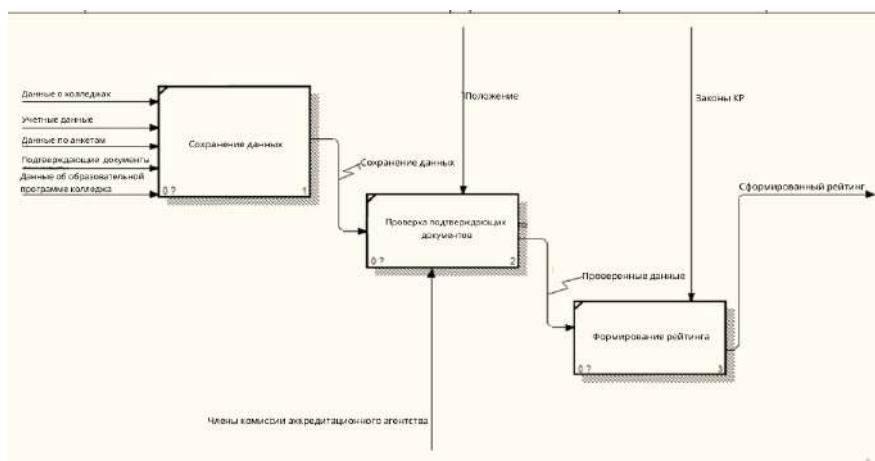 Данные о колледжах
Учетные данные
Данные по анкетам
Подтверждающие документы
Данные об образовательной
программе колледжа
Сохранение данных
0 ?
1
Сохранение данных
Положение
Проверка подтверждающих
документов
0 ?
2
Члены комиссии аккредитационного агентства
Проверенные данные
Законы КР
Формирование рейтинга
0 ?
3
Сформированный рейтинг